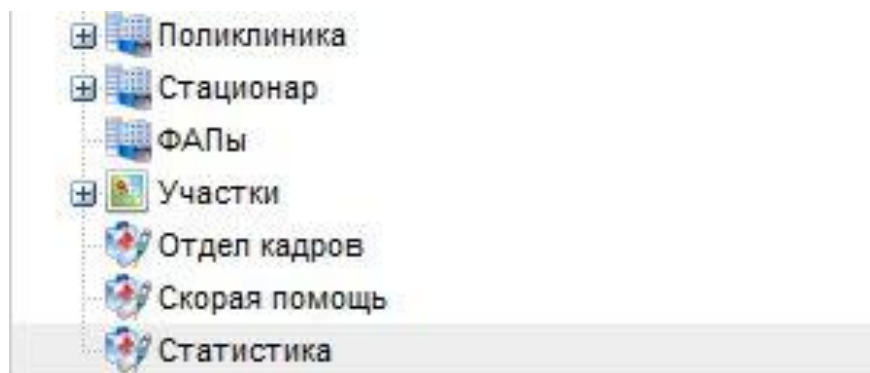 Поликлиника
Стационар
ФАПы
Участки
Отдел кадров
Скорая помощь
Статистика